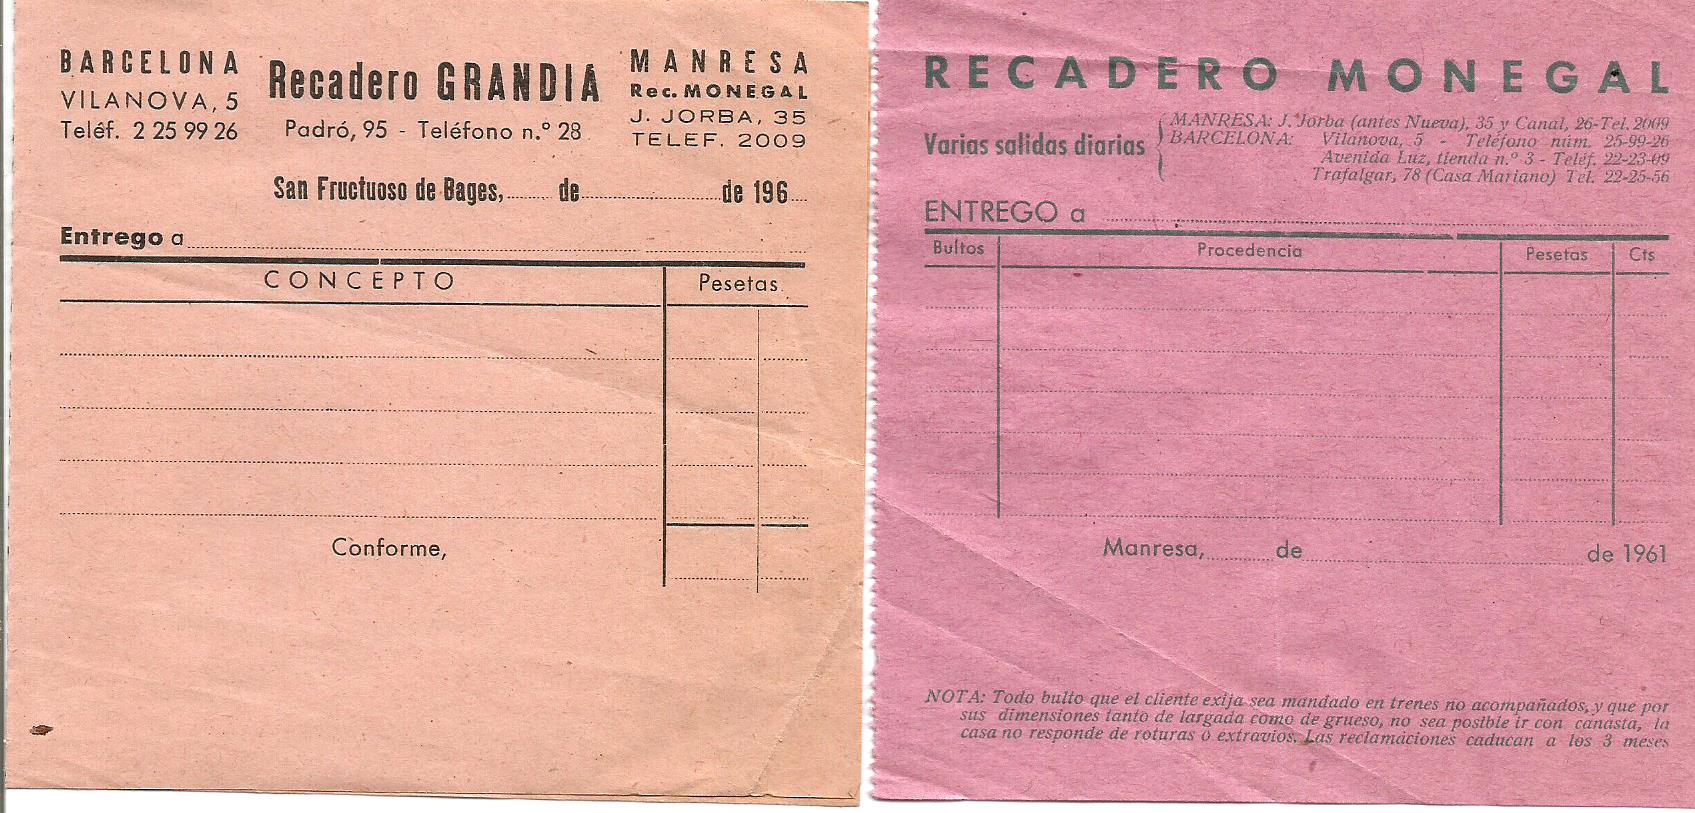 BARCELONA
VILANOVA, 5
Teléf. 2 25 99 26
Recadero GRANDIA
Padró, 95 - Teléfono n.º 28
MANRESA
Rec. MONEGAL
J. JORBA, 35
TELEF. 2009
San Fructuoso de Bages, de de 196
Entrego a
CONCEPTO Pesetas
Conforme,
RECADERO MONEGAL
Varias salidas diarias
MANRESA: J. Jorba (antes Nueva), 35 y Canal, 26-Tel. 2009
BARCELONA: Vilanova, 5 - Teléfono núm. 25-99-26
Avenida Luz, tienda n.º 3 - Teléf. 22-23-09
Trafalgar, 78 (Casa Mariano) Tel. 22-25-56
ENTREGO a
Bultos Procedencia Pesetas Cts
Manresa, de de 1961
NOTA: Todo bulto que el cliente exija sea mandado en trenes no acompañados, y que por
sus dimensiones tanto de largada como de grueso, no sea posible ir con canasta, la
casa no responde de roturas o extravios. Las reclamaciones caducan a los 3 meses